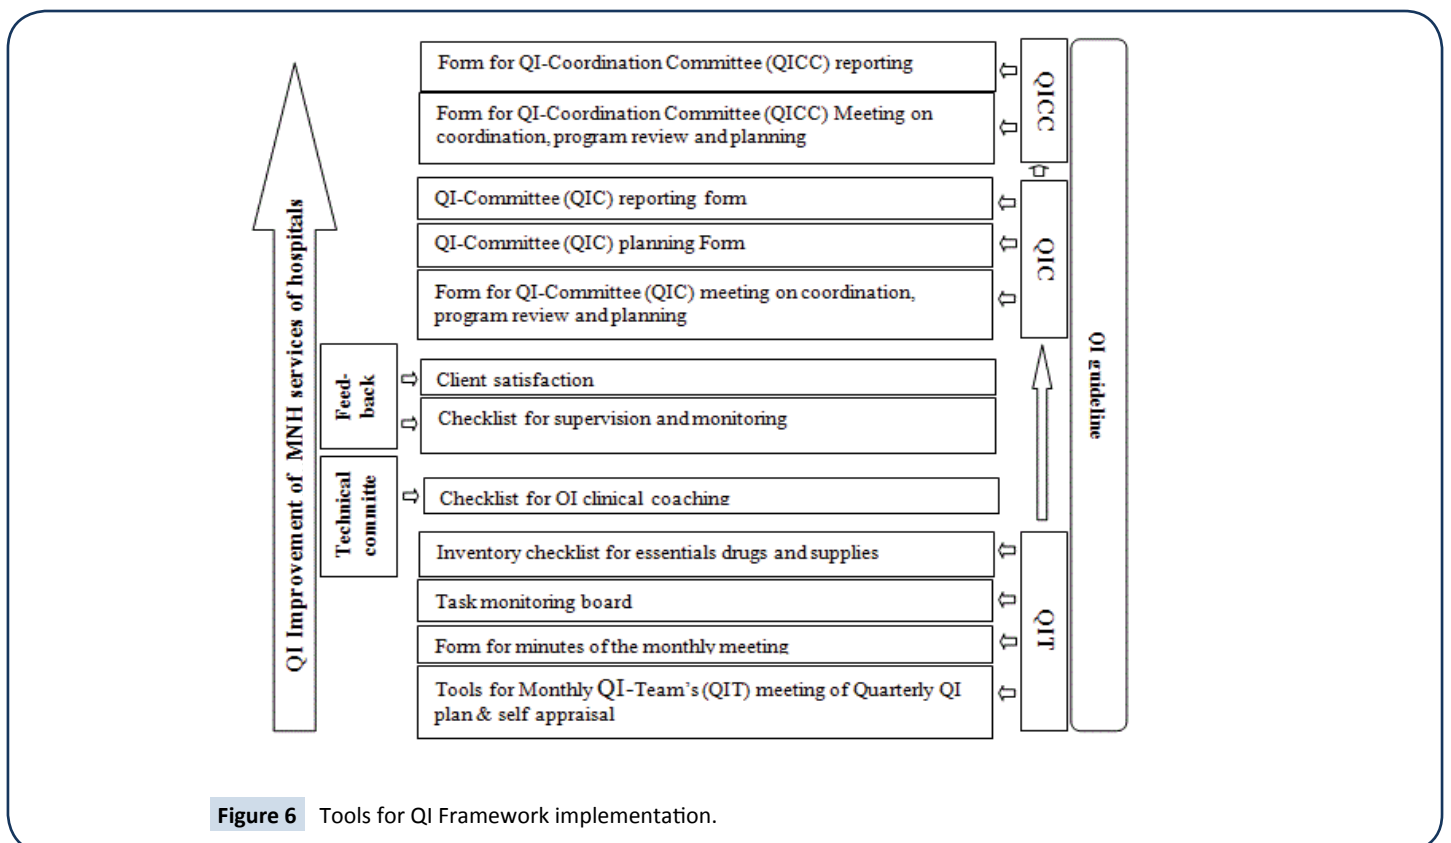 Form for QI-Coordination Committee (QICC) reporting
Form for QI-Coordination Committee (QICC) Meeting on
coordination, program review and planning
QICC
QI-Committee (QIC) reporting form
QI-Committee (QIC) planning Form
Form for QI-Committee (QIC) meeting on coordination,
program review and planning
QIC
QI Improvement of MNH services of hospitals
Feed-
back
Client satisfaction
Checklist for supervision and monitoring
QI guideline
Technical
committe
Checklist for OI clinical coaching
Inventory checklist for essentials drugs and supplies
Task monitoring board
Form for minutes of the monthly meeting
Tools for Monthly QI-Team's (QIT) meeting of Quarterly QI
plan & self appraisal
QIT
Figure 6 Tools for QI Framework implementation.